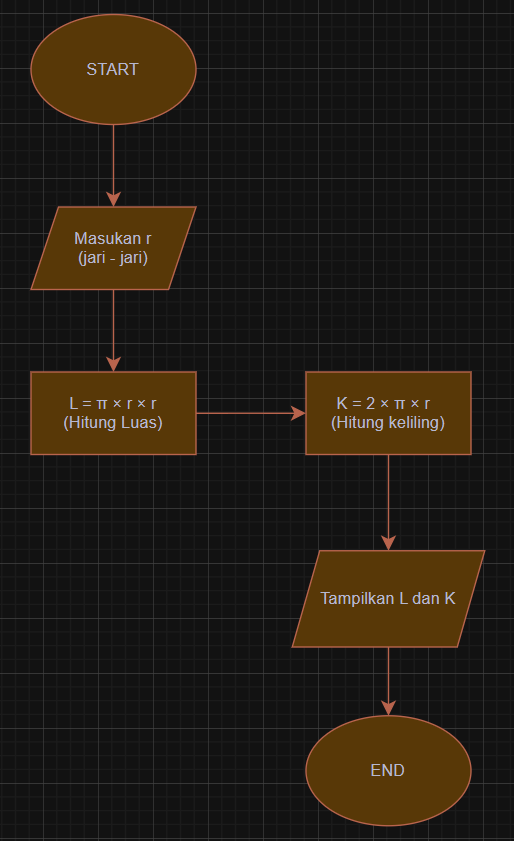 START
Masukan r
(jari - jari)
L = π × r × r
(Hitung Luas)
K = 2 × π × r
(Hitung keliling)
Tampilkan L dan K
END